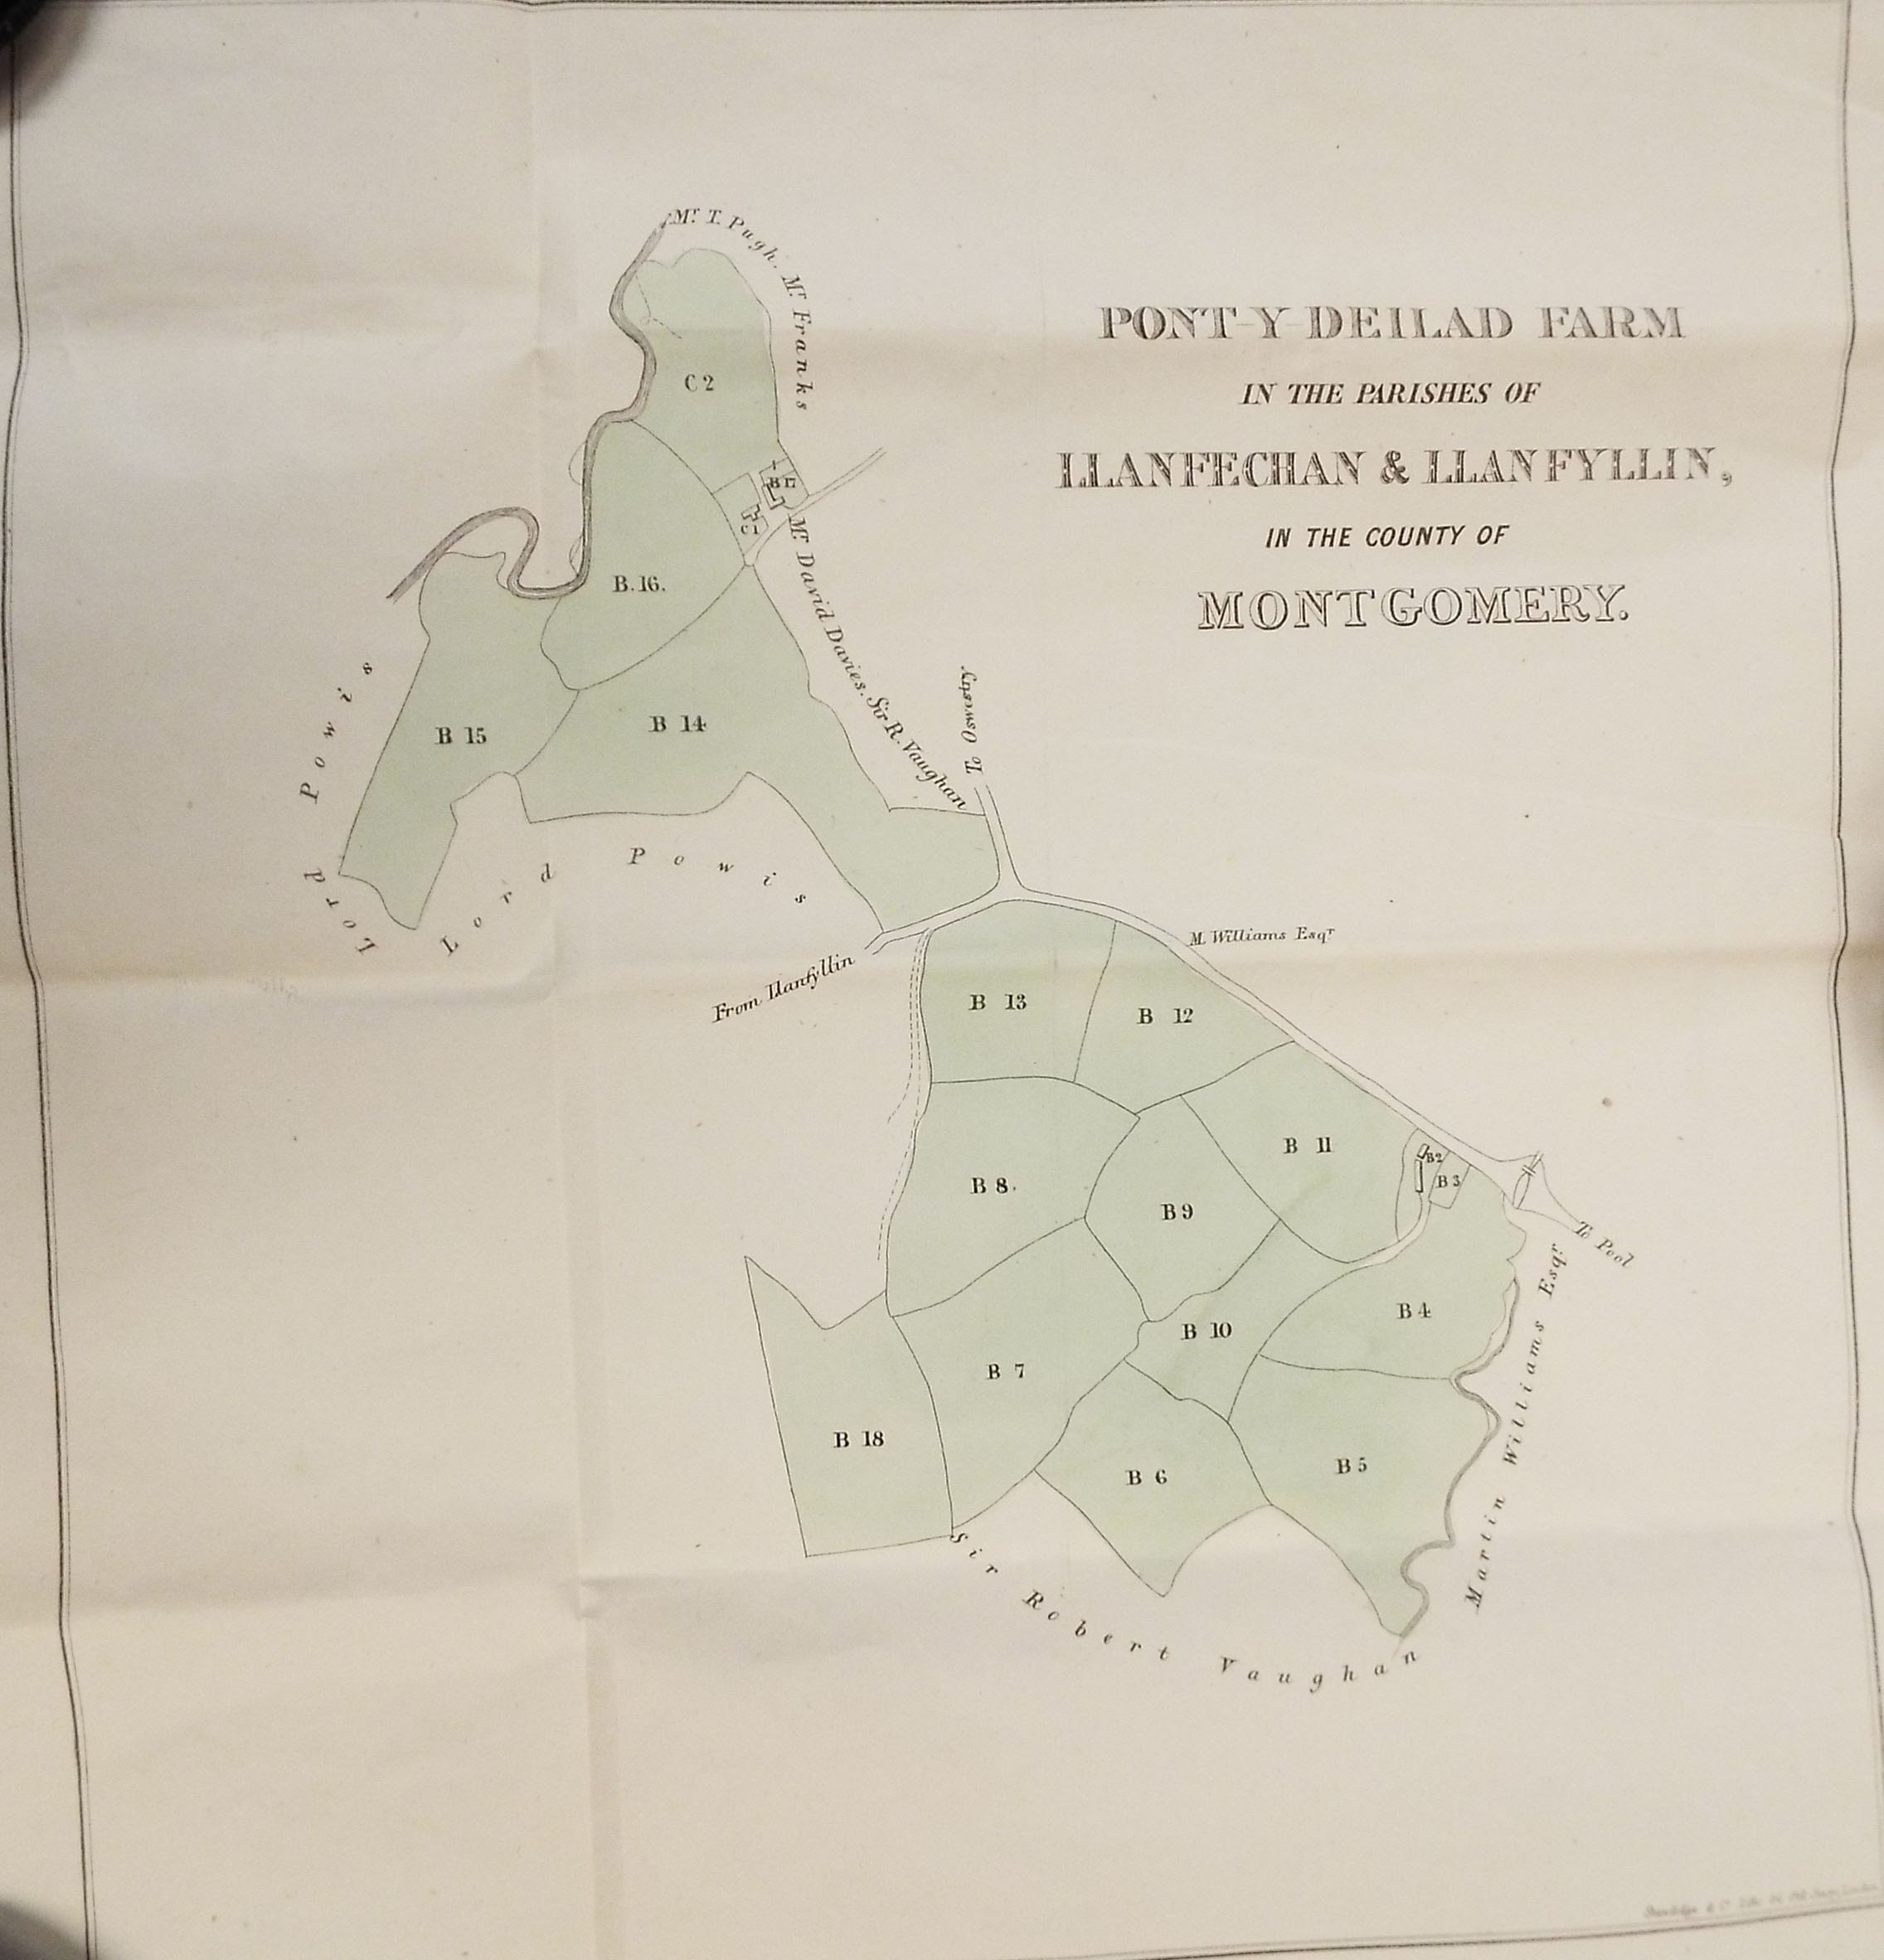 PONT-Y-DEILAD FARM
IN THE PARISHES OF
LLANFECHAN & LLANFYLLIN,
IN THE COUNTY OF
MONTGOMERY.
Mr. T. Pugh. Mr. Franks
C 2
B 17
C 1
Mr. David Davies. Sir R. Vaughan
B. 16.
To Oswestry
Lord Powis
B 15
B 14
Lord Powis
M. Williams Esqr
From Llanfyllin
B 13
B 12
B 11
B 2
B 3
B 8.
B 9
To Pool
B 4
B 10
Martin Williams Esqr
B 7
B 18
B 6
B 5
Sir Robert Vaughan